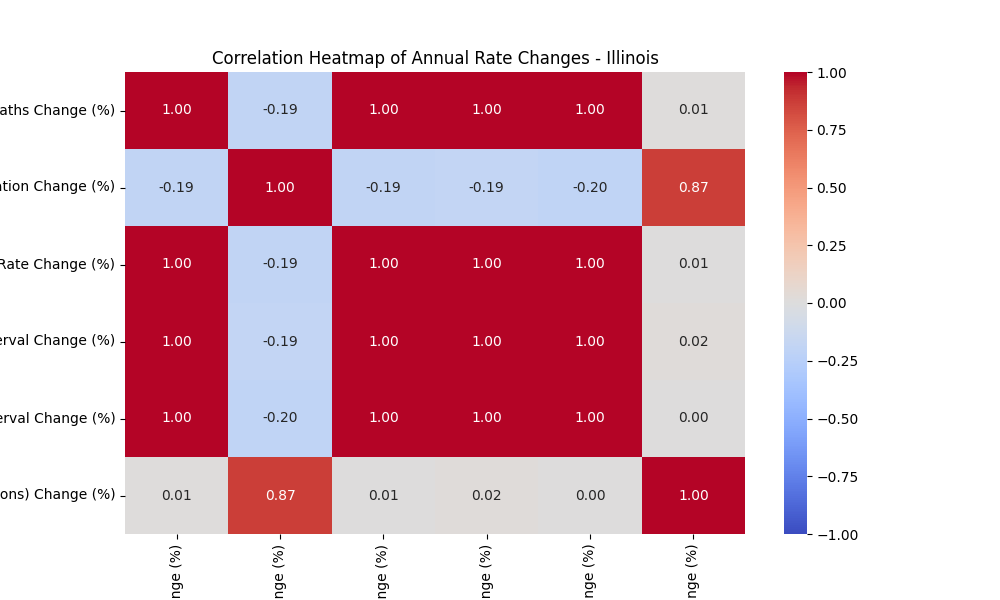 Correlation Heatmap of Annual Rate Changes - Illinois
aths Change (%) 1.00 -0.19 1.00 1.00 1.00 0.01
ation Change (%) -0.19 1.00 -0.19 -0.19 -0.20 0.87
Rate Change (%) 1.00 -0.19 1.00 1.00 1.00 0.01
erval Change (%) 1.00 -0.19 1.00 1.00 1.00 0.02
erval Change (%) 1.00 -0.20 1.00 1.00 1.00 0.00
ons) Change (%) 0.01 0.87 0.01 0.02 0.00 1.00
nge (%) nge (%) nge (%) nge (%) nge (%) nge (%)
1.00
0.75
0.50
0.25
0.00
−0.25
−0.50
−0.75
−1.00